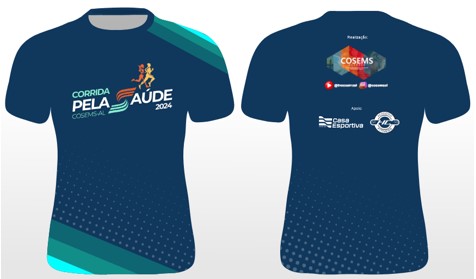 CORRIDA
PELA SAÚDE
COSEMS-AL 2024
Realização:
COSEMS
Apoio:
Casa
Esportiva